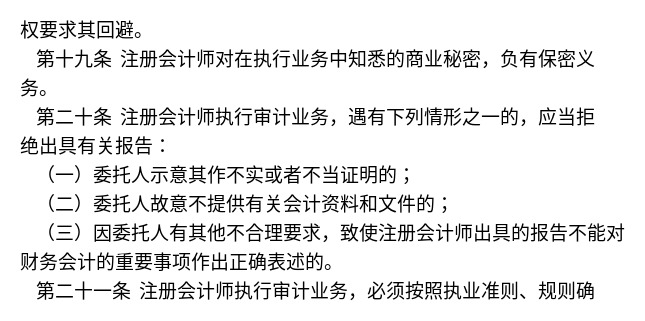 权要求其回避。
第十九条 注册会计师对在执行业务中知悉的商业秘密，负有保密义
务。
第二十条 注册会计师执行审计业务，遇有下列情形之一的，应当拒
绝出具有关报告：
（一）委托人示意其作不实或者不当证明的；
（二）委托人故意不提供有关会计资料和文件的；
（三）因委托人有其他不合理要求，致使注册会计师出具的报告不能对
财务会计的重要事项作出正确表述的。
第二十一条 注册会计师执行审计业务，必须按照执业准则、规则确